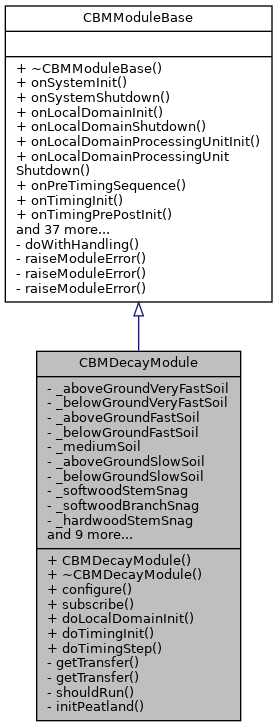 CBMModuleBase
+ ~CBMModuleBase()
+ onSystemInit()
+ onSystemShutdown()
+ onLocalDomainInit()
+ onLocalDomainShutdown()
+ onLocalDomainProcessingUnitInit()
+ onLocalDomainProcessingUnit
Shutdown()
+ onPreTimingSequence()
+ onTimingInit()
+ onTimingPrePostInit()
and 37 more...
- doWithHandling()
- raiseModuleError()
- raiseModuleError()
- raiseModuleError()
CBMDecayModule
- _aboveGroundVeryFastSoil
- _belowGroundVeryFastSoil
- _aboveGroundFastSoil
- _belowGroundFastSoil
- _mediumSoil
- _aboveGroundSlowSoil
- _belowGroundSlowSoil
- _softwoodStemSnag
- _softwoodBranchSnag
- _hardwoodStemSnag
and 9 more...
+ CBMDecayModule()
+ ~CBMDecayModule()
+ configure()
+ subscribe()
+ doLocalDomainInit()
+ doTimingInit()
+ doTimingStep()
- getTransfer()
- getTransfer()
- shouldRun()
- initPeatland()